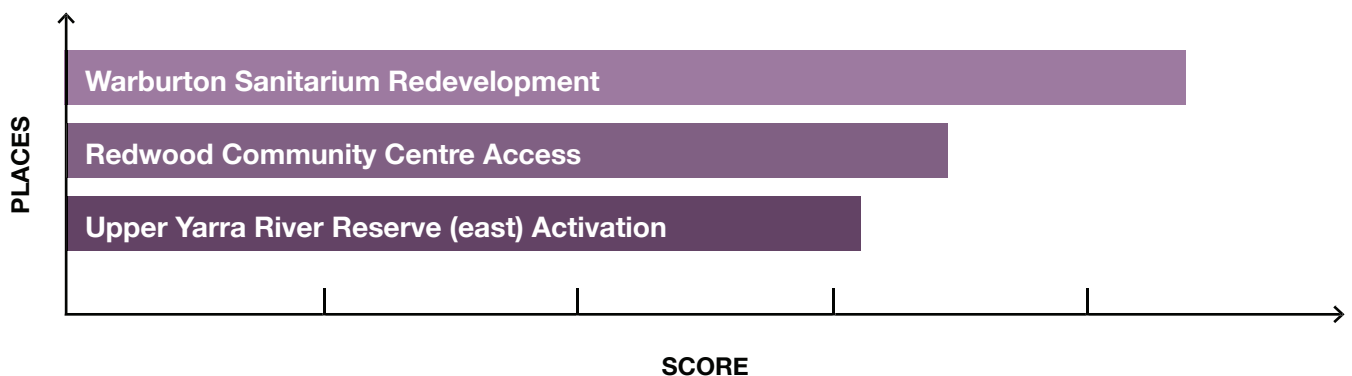 PLACES
Warburton Sanitarium Redevelopment
Redwood Community Centre Access
Upper Yarra River Reserve (east) Activation
SCORE